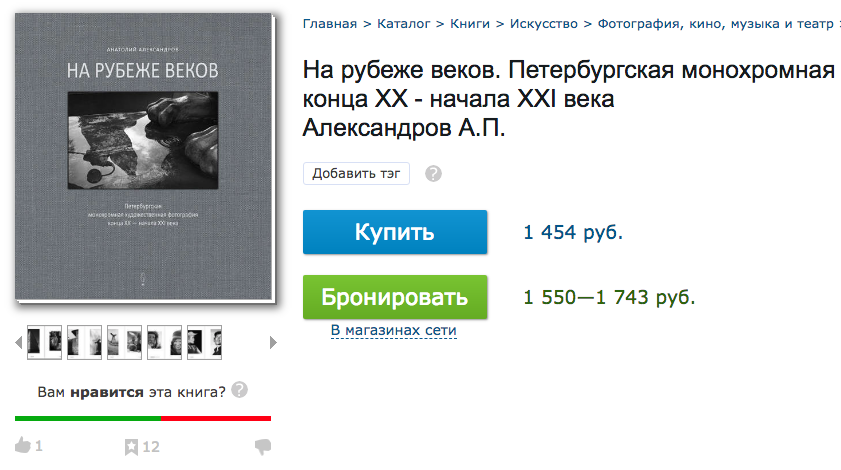 Главная > Каталог > Книги > Искусство > Фотография, кино, музыка и театр >
АНАТОЛИЙ АЛЕКСАНДРОВ
НА РУБЕЖЕ ВЕКОВ
Петербургская
монохромная художественная фотография
конца XX — начала XXI века
На рубеже веков. Петербургская монохромная
конца XX - начала XXI века
Александров А.П.
Добавить тэг ?
Купить 1 454 руб.
Бронировать 1 550—1 743 руб.
В магазинах сети
Вам нравится эта книга? ?
1 12